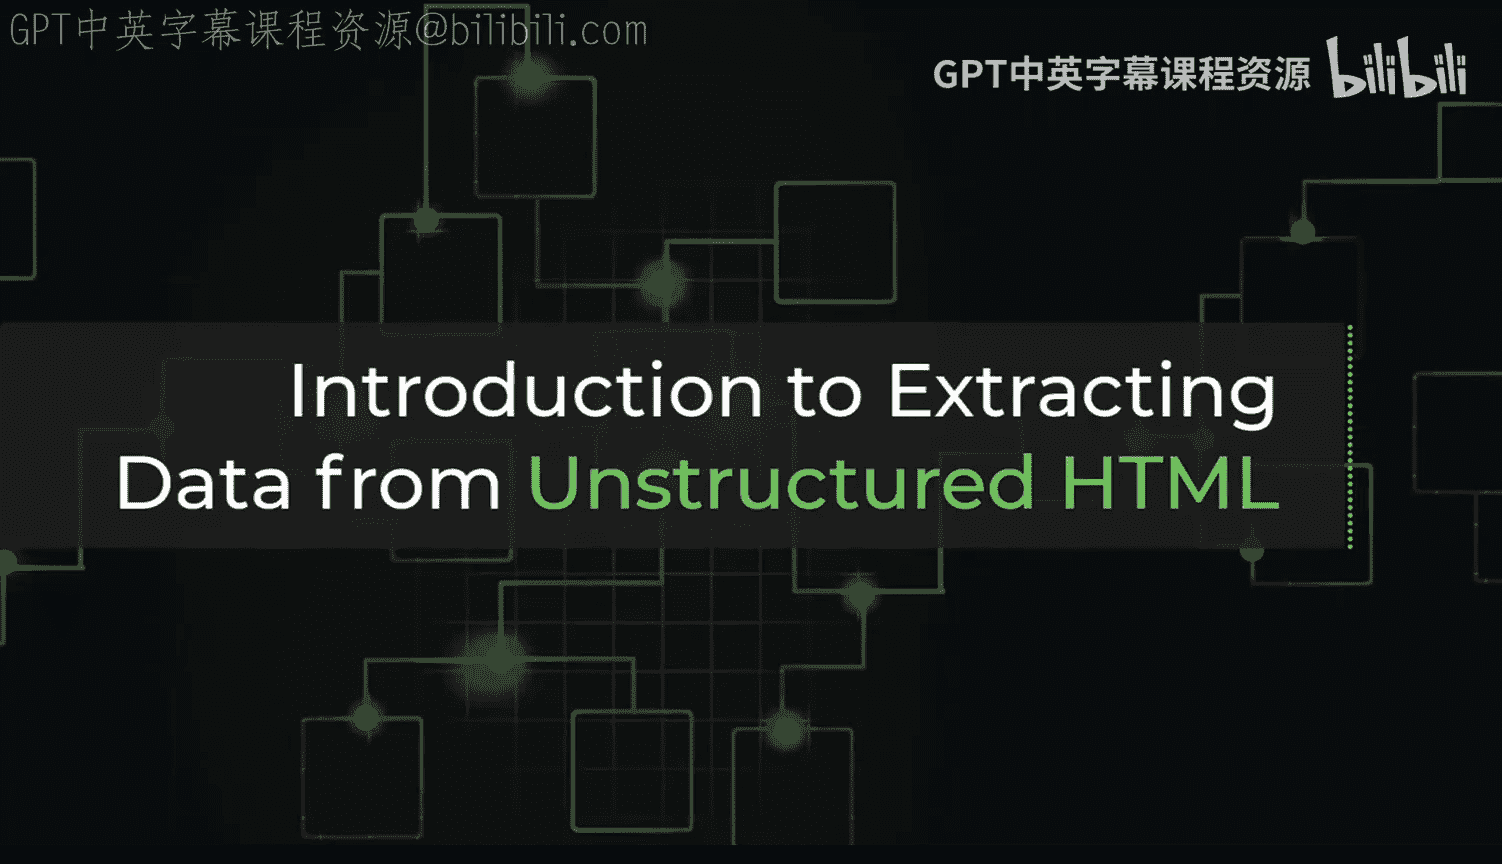 GPT中英字幕课程资源@bilibili.com
GPT中英字幕课程资源 bilibili
Introduction to Extracting
Data from Unstructured HTML